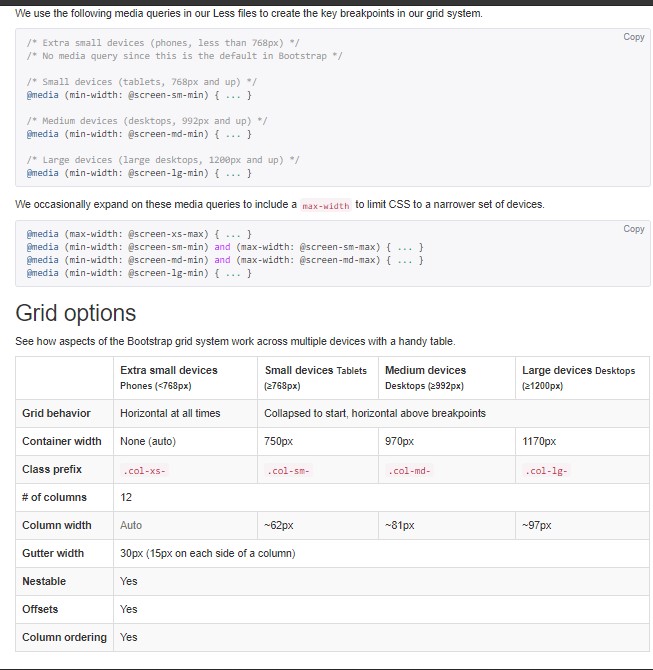 We use the following media queries in our Less files to create the key breakpoints in our grid system.
Copy
/* Extra small devices (phones, less than 768px) */
/* No media query since this is the default in Bootstrap */
/* Small devices (tablets, 768px and up) */
@media (min-width: @screen-sm-min) { ... }
/* Medium devices (desktops, 992px and up) */
@media (min-width: @screen-md-min) { ... }
/* Large devices (large desktops, 1200px and up) */
@media (min-width: @screen-lg-min) { ... }
We occasionally expand on these media queries to include a max-width to limit CSS to a narrower set of devices.
Copy
@media (max-width: @screen-xs-max) { ... }
@media (min-width: @screen-sm-min) and (max-width: @screen-sm-max) { ... }
@media (min-width: @screen-md-min) and (max-width: @screen-md-max) { ... }
@media (min-width: @screen-lg-min) { ... }
Grid options
See how aspects of the Bootstrap grid system work across multiple devices with a handy table.
Extra small devices Small devices Tablets Medium devices Large devices Desktops
Phones (<768px) (≥768px) Desktops (≥992px) (≥1200px)
Grid behavior Horizontal at all times Collapsed to start, horizontal above breakpoints
Container width None (auto) 750px 970px 1170px
Class prefix .col-xs- .col-sm- .col-md- .col-lg-
# of columns 12
Column width Auto ~62px ~81px ~97px
Gutter width 30px (15px on each side of a column)
Nestable Yes
Offsets Yes
Column ordering Yes